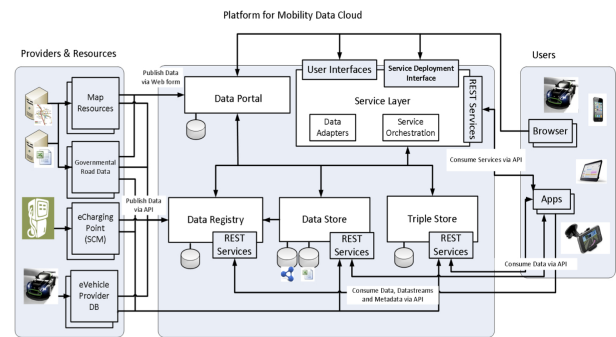 Platform for Mobility Data Cloud
Providers & Resources
Users
Map
Resources
Governmental
Road Data
eCharging
Point
(SCM)
eVehicle
Provider
DB
Publish Data
via Web form
Publish Data
via API
Data Portal
User Interfaces
Service Deployment
Interface
REST Services
Service Layer
Data
Adapters
Service
Orchestration
Consume Services via API
Browser
Apps
Data Registry
REST
Services
Data Store
REST
Services
Triple Store
REST
Services
Consume Data via API
Consume Data, Datastreams
and Metadata via API